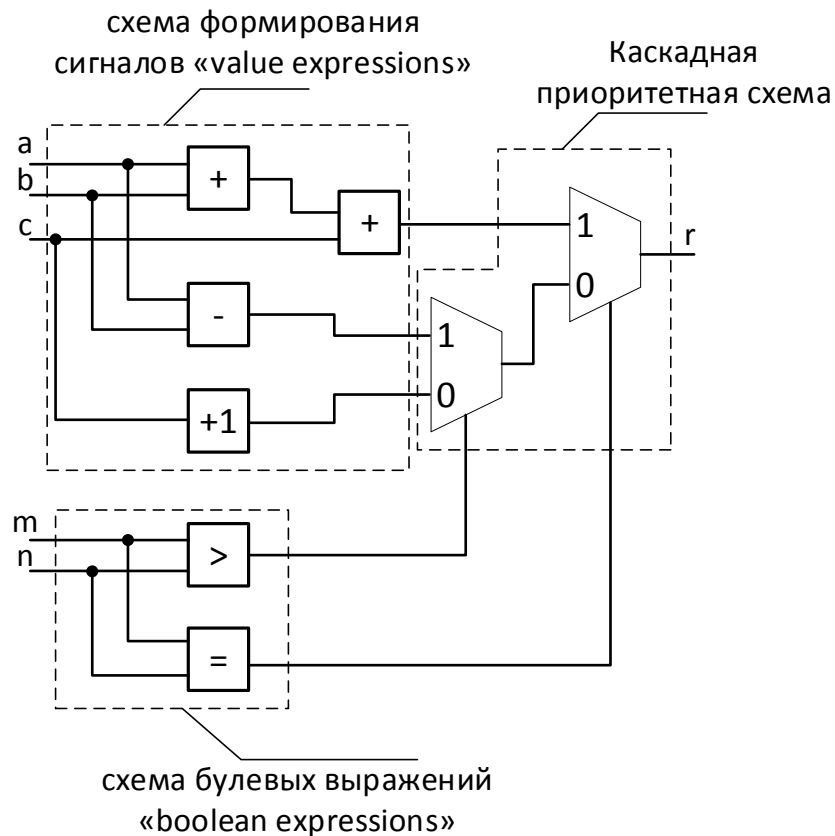 схема формирования
сигналов «value expressions»
Каскадная
приоритетная схема
a
b
c
+
+
-
+1
1
0
1
0
r
m
n
>
=
схема булевых выражений
«boolean expressions»